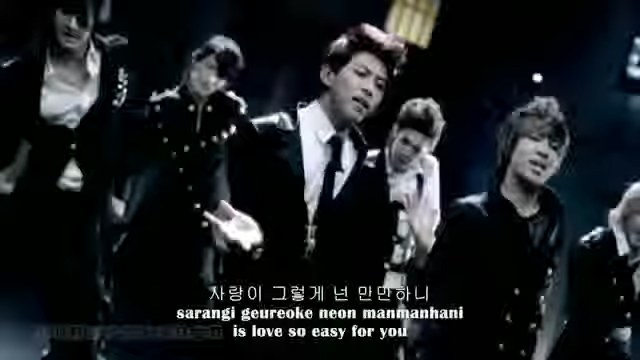 사랑이 그렇게 넌 만만하니
sarangi geureoke neon manmanhani
is love so easy for you